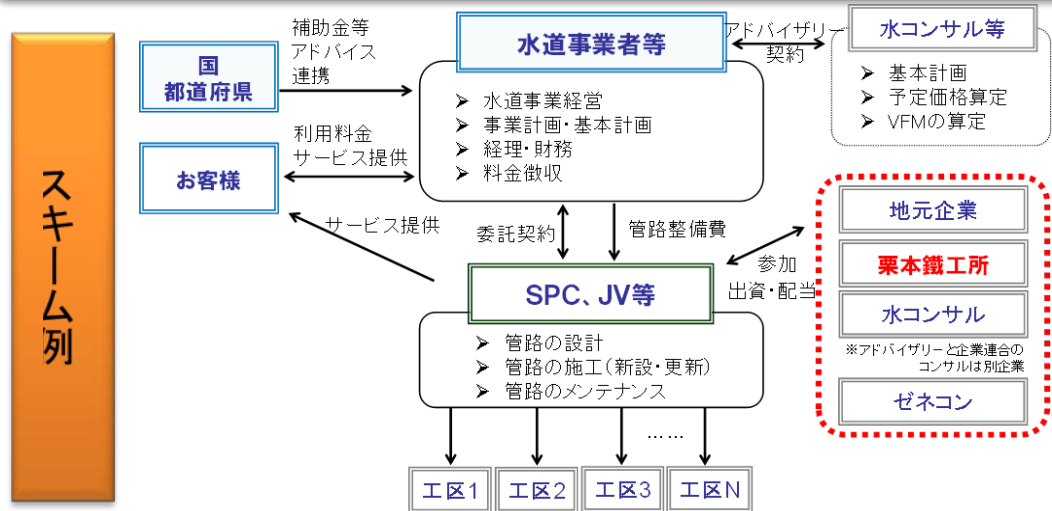 スキーム例
補助金等
アドバイス
連携
国
都道府県
水道事業者等
アドバイザリー
契約
水コンサル等
➤ 基本計画
➤ 予定価格算定
➤ VFMの算定
➤ 水道事業経営
➤ 事業計画・基本計画
➤ 経理・財務
➤ 料金徴収
利用料金
サービス提供
お客様
サービス提供
委託契約
管路整備費
参加
出資・配当
地元企業
栗本鐵工所
水コンサル
※アドバイザリーと企業連合の
コンサルは別企業
ゼネコン
SPC、JV等
➤ 管路の設計
➤ 管路の施工(新設・更新)
➤ 管路のメンテナンス
……
工区1
工区2
工区3
工区N